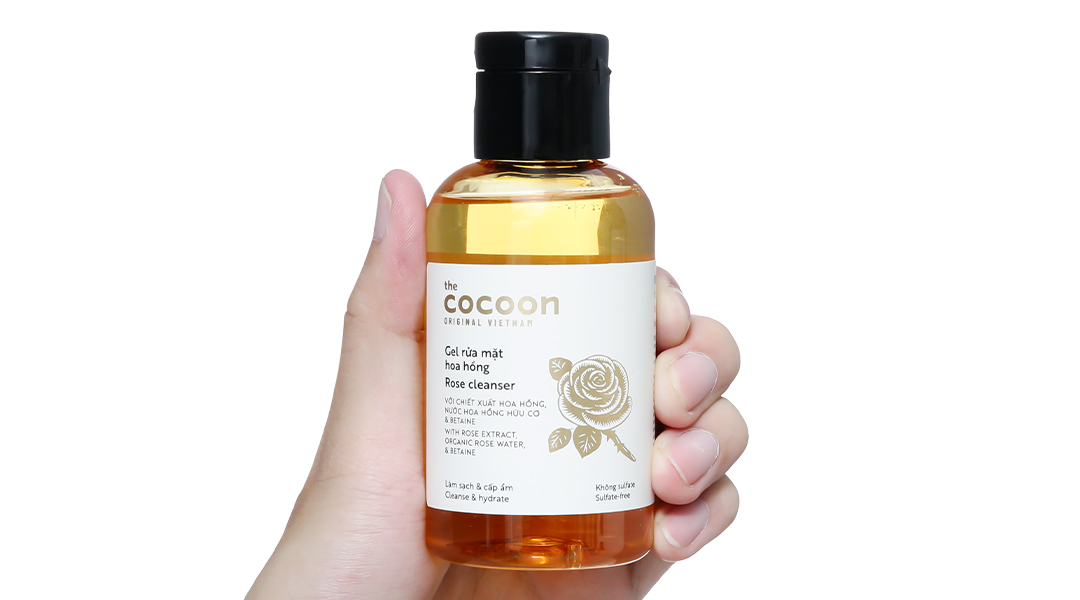 the
cocoon
ORIGINAL VIETNAM
Gel rửa mặt
hoa hồng
Rose cleanser
VỚI CHIẾT XUẤT HOA HỒNG,
NƯỚC HOA HỒNG HỮU CƠ
& BETAINE
WITH ROSE EXTRACT,
ORGANIC ROSE WATER,
& BETAINE
Làm sạch & cấp ẩm
Cleanse & hydrate
Không sulfate
Sulfate-free